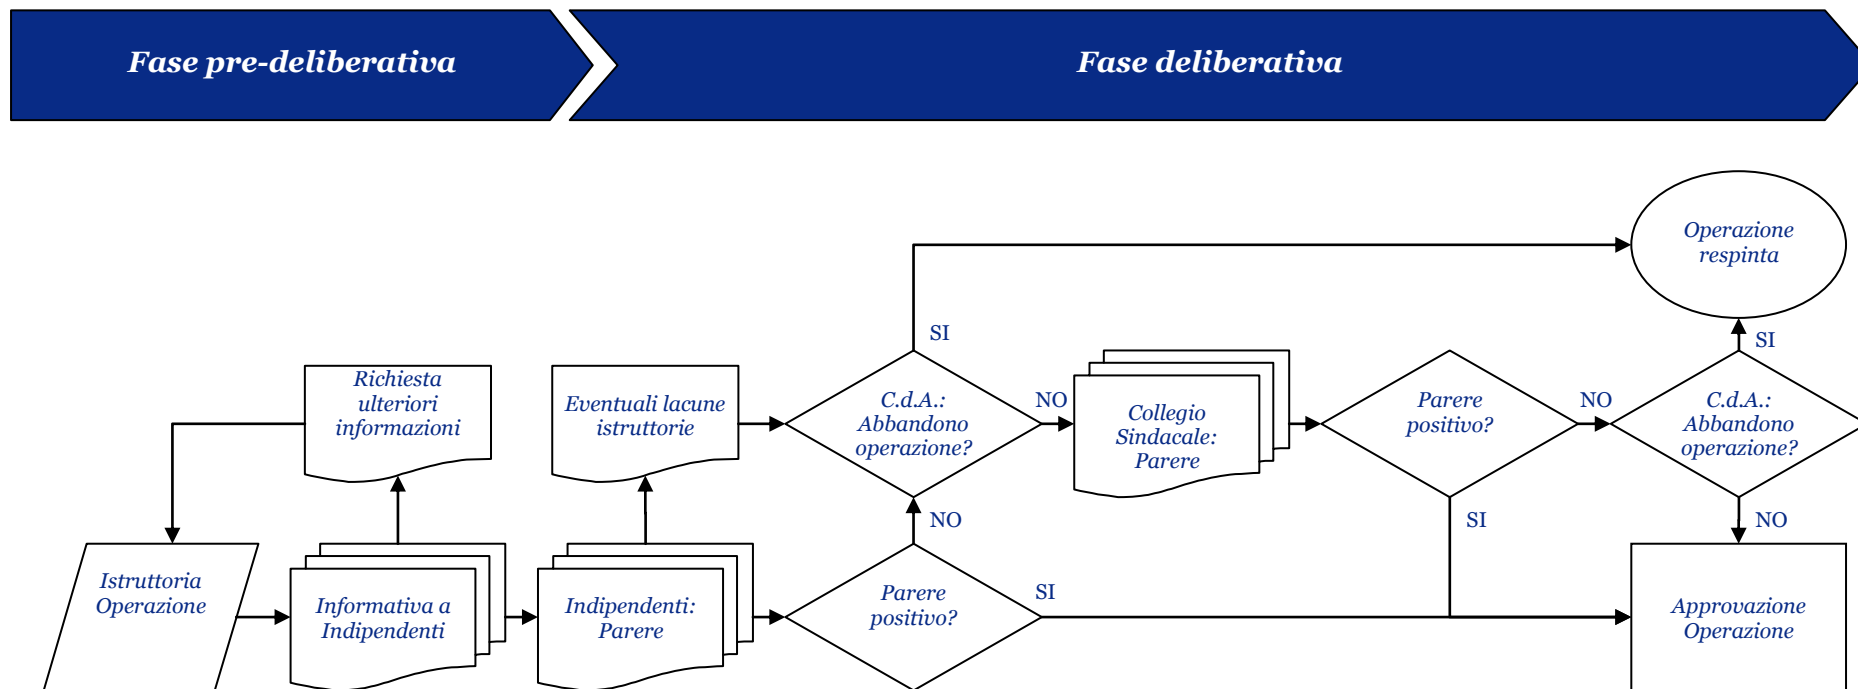 Fase pre-deliberativa
Fase deliberativa
Operazione
respinta
SI
SI
Richiesta
ulteriori
informazioni
Eventuali lacune
istruttorie
C.d.A.:
Abbandono
operazione?
NO
Collegio
Sindacale:
Parere
Parere
positivo?
NO
C.d.A.:
Abbandono
operazione?
NO
SI
NO
Istruttoria
Operazione
Informativa a
Indipendenti
Indipendenti:
Parere
Parere
positivo?
SI
Approvazione
Operazione